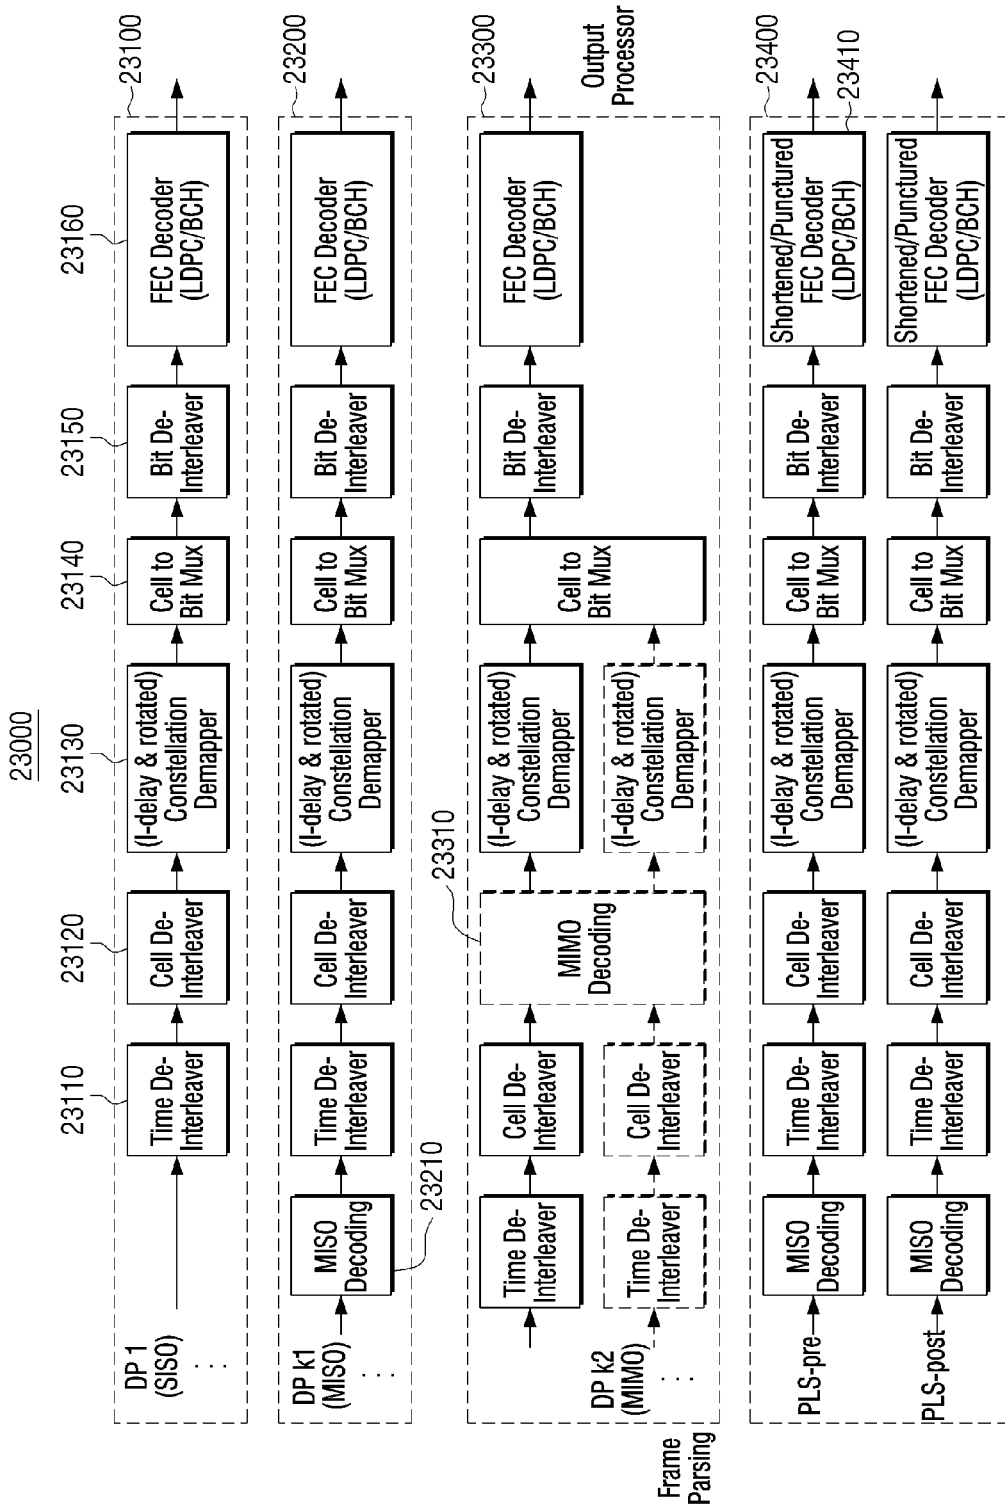 23000
23110
23120
23130
23140
23150
23160
23100
DP 1
(SISO)
Time De-
Interleaver
Cell De-
Interleaver
(I-delay & rotated)
Constellation
Demapper
Cell to
Bit Mux
Bit De-
Interleaver
FEC Decoder
(LDPC/BCH)
23200
DP k1
(MISO)
MISO
Decoding
23210
Time De-
Interleaver
Cell De-
Interleaver
(I-delay & rotated)
Constellation
Demapper
Cell to
Bit Mux
Bit De-
Interleaver
FEC Decoder
(LDPC/BCH)
23300
Frame
Parsing
DP k2
(MIMO)
Time De-
Interleaver
Cell De-
Interleaver
Time De-
Interleaver
Cell De-
Interleaver
23310
MIMO
Decoding
(I-delay & rotated)
Constellation
Demapper
(I-delay & rotated)
Constellation
Demapper
Cell to
Bit Mux
Bit De-
Interleaver
FEC Decoder
(LDPC/BCH)
Output
Processor
23400
PLS-pre
MISO
Decoding
Time De-
Interleaver
Cell De-
Interleaver
(I-delay & rotated)
Constellation
Demapper
Cell to
Bit Mux
Bit De-
Interleaver
Shortened/Punctured
FEC Decoder
(LDPC/BCH)
23410
PLS-post
MISO
Decoding
Time De-
Interleaver
Cell De-
Interleaver
(I-delay & rotated)
Constellation
Demapper
Cell to
Bit Mux
Bit De-
Interleaver
Shortened/Punctured
FEC Decoder
(LDPC/BCH)